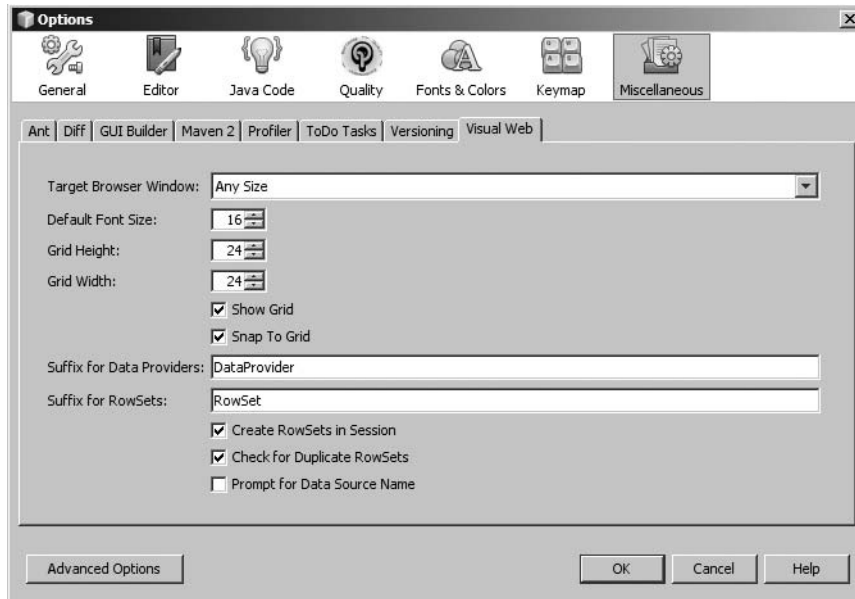 Options
General Editor Java Code Quality Fonts & Colors Keymap Miscellaneous
Ant Diff GUI Builder Maven 2 Profiler ToDo Tasks Versioning Visual Web
Target Browser Window: Any Size
Default Font Size: 16
Grid Height: 24
Grid Width: 24
Show Grid
Snap To Grid
Suffix for Data Providers: DataProvider
Suffix for RowSets: RowSet
Create RowSets in Session
Check for Duplicate RowSets
Prompt for Data Source Name
Advanced Options OK Cancel Help